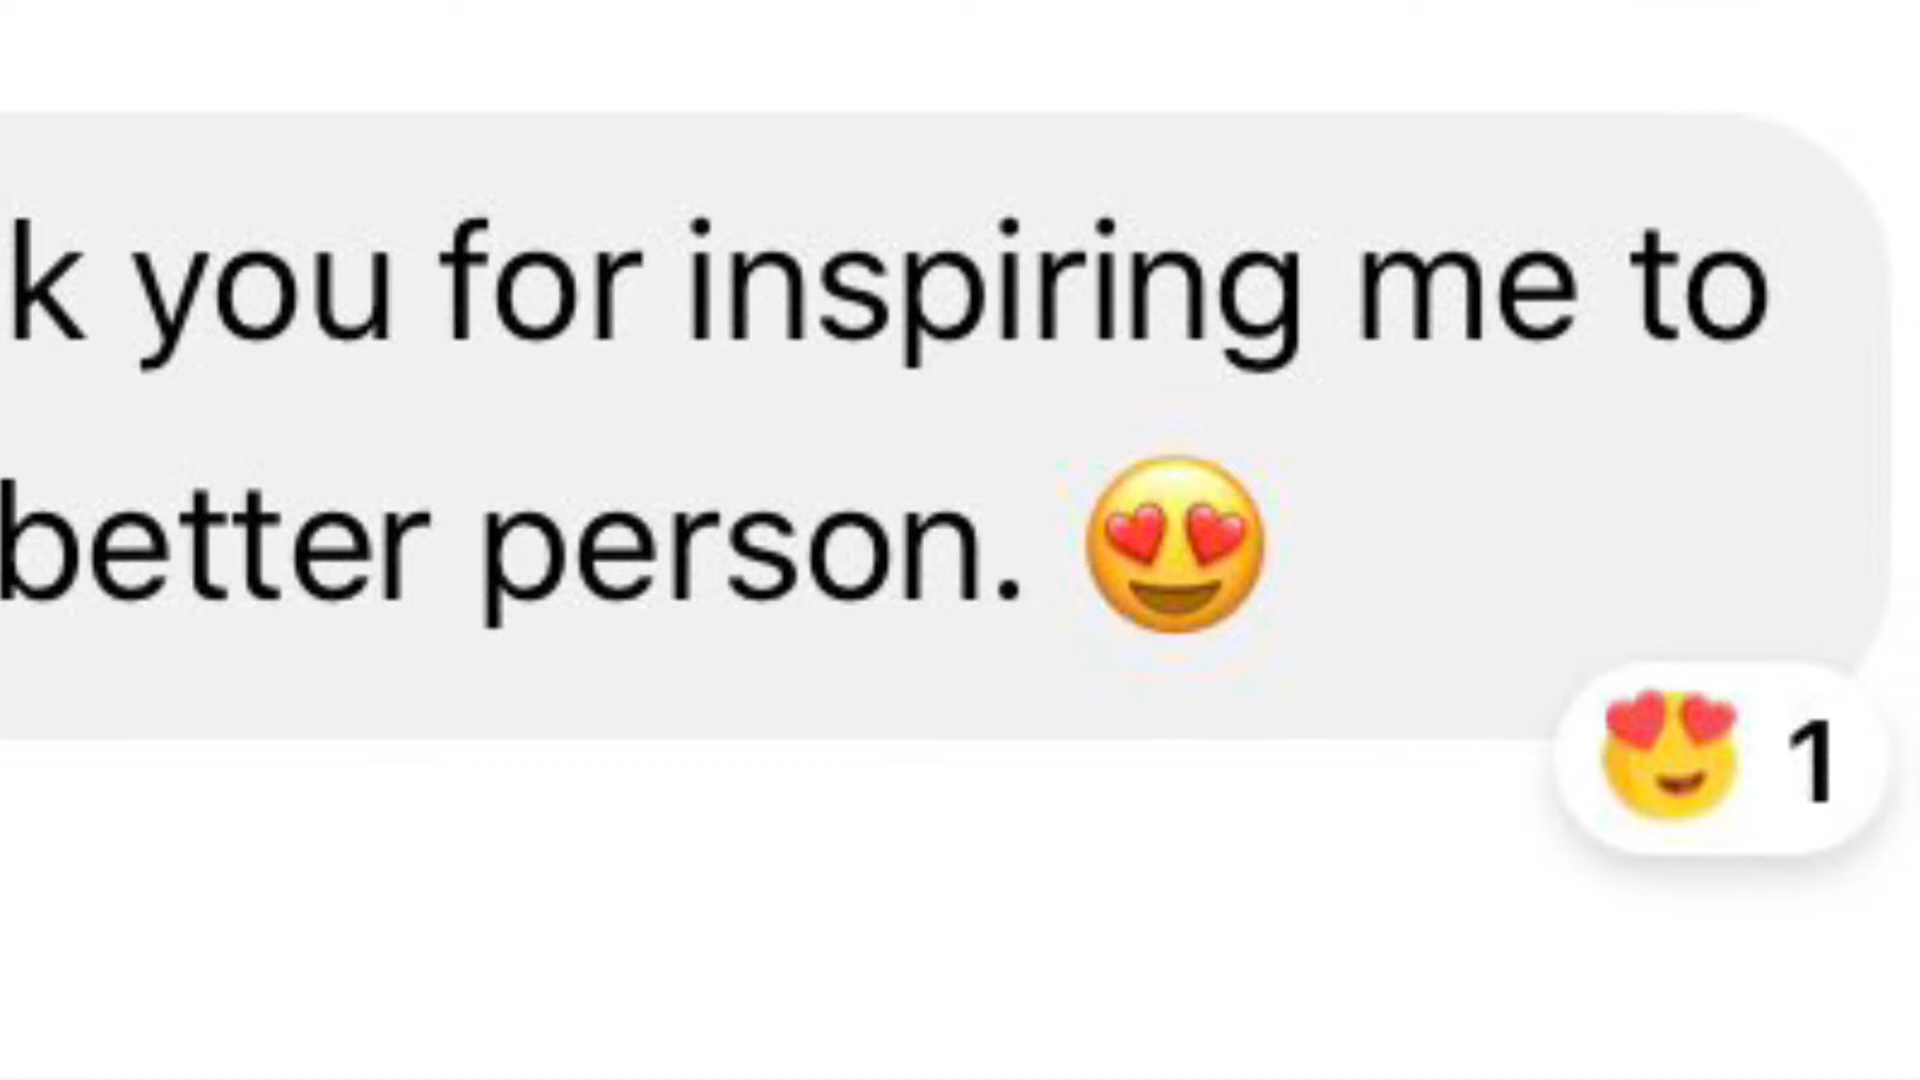 k you for inspiring me to
better person. 😍
😍 1